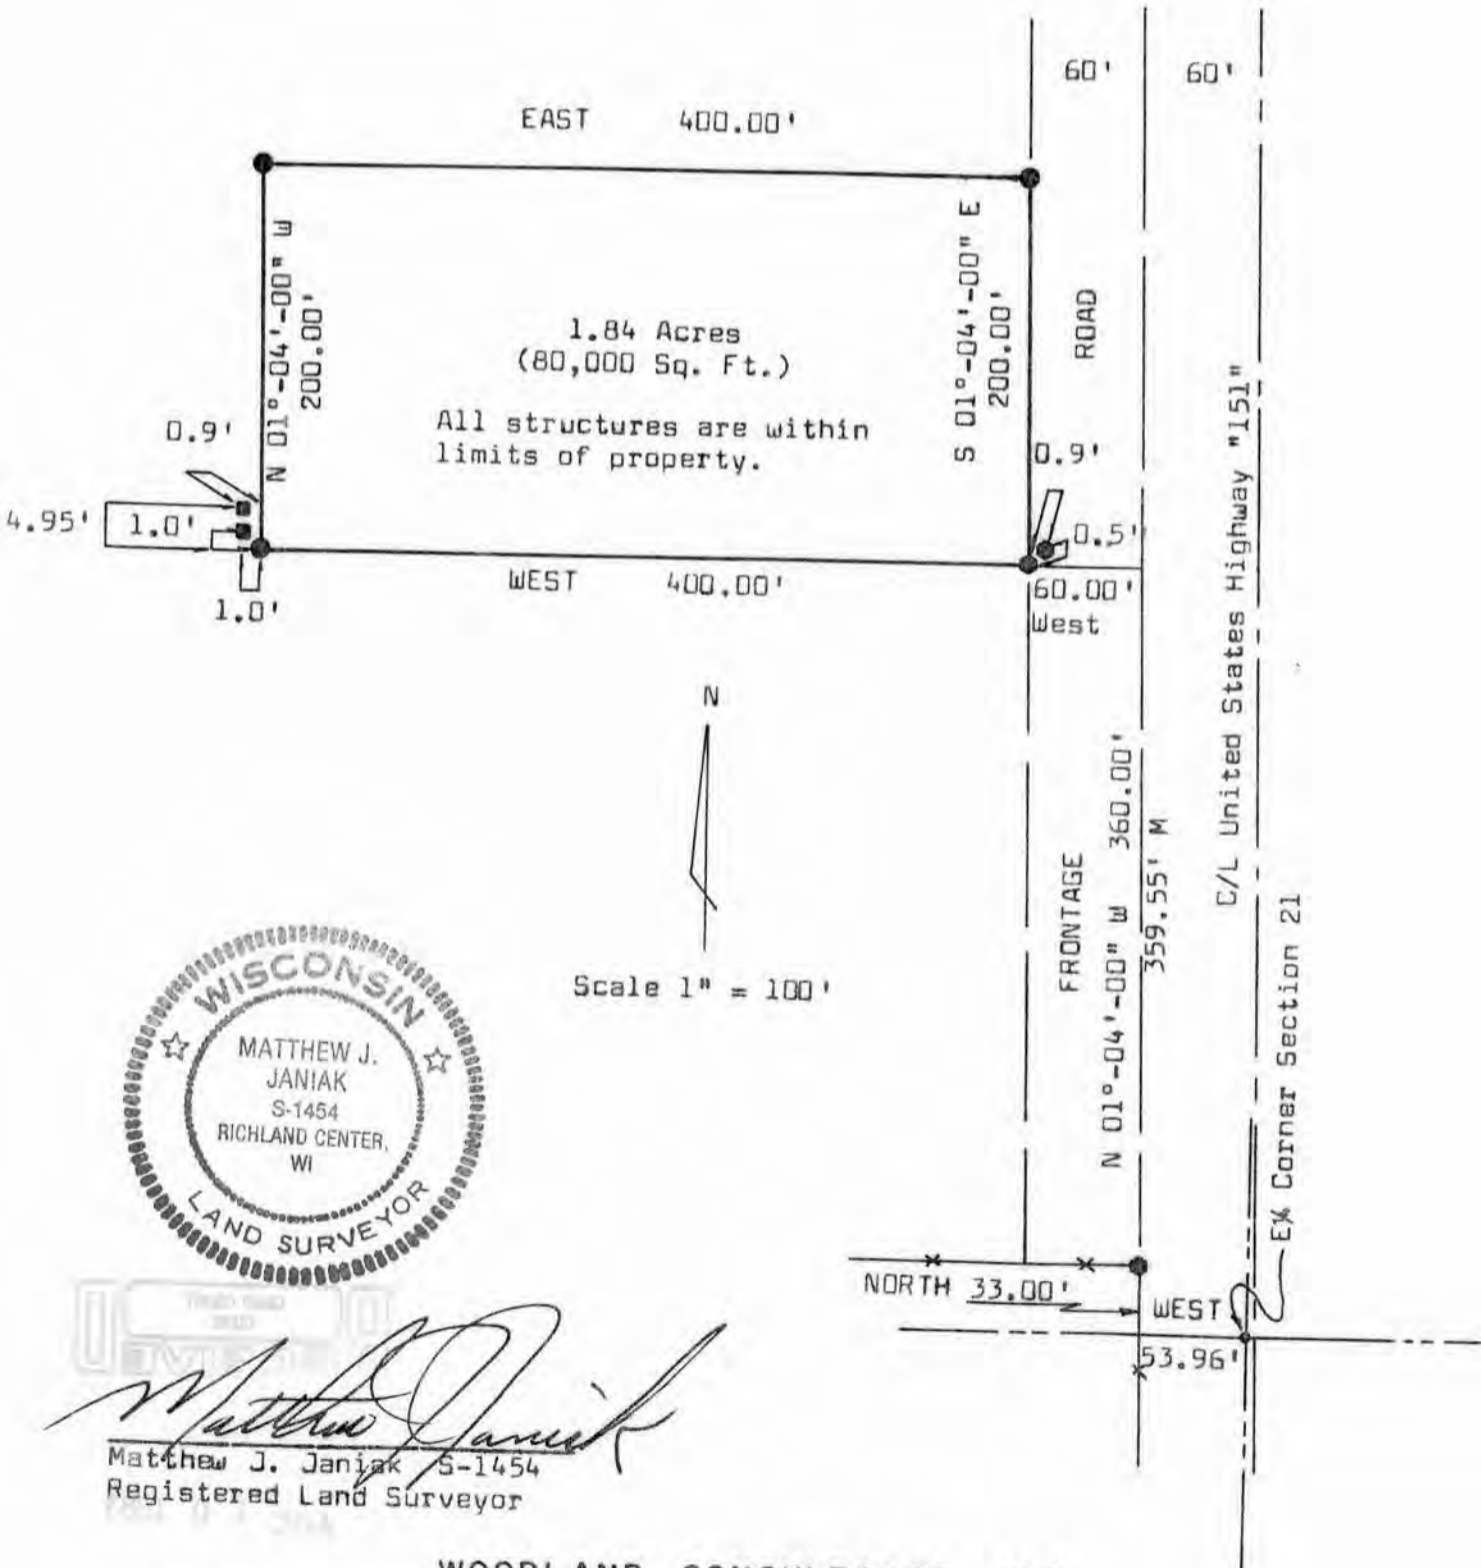 60'
60'
EAST 400.00'
N 01°-04'-00" W
200.00'
1.84 Acres
(80,000 Sq. Ft.)
All structures are within
limits of property.
S 01°-04'-00" E
200.00'
ROAD
0.9'
4.95'
1.0'
1.0'
0.9'
0.5'
WEST 400.00'
60.00'
West
C/L United States Highway "151"
N
Scale 1" = 100'
FRONTAGE
N 01°-04'-00" W 360.00'
359.55' M
E¼ Corner Section 21
NORTH 33.00'
WEST
53.96'
WISCONSIN
MATTHEW J.
JANIAK
S-1454
RICHLAND CENTER,
WI
LAND SURVEYOR
Matthew J. Janiak
Matthew J. Janiak S-1454
Registered Land Surveyor